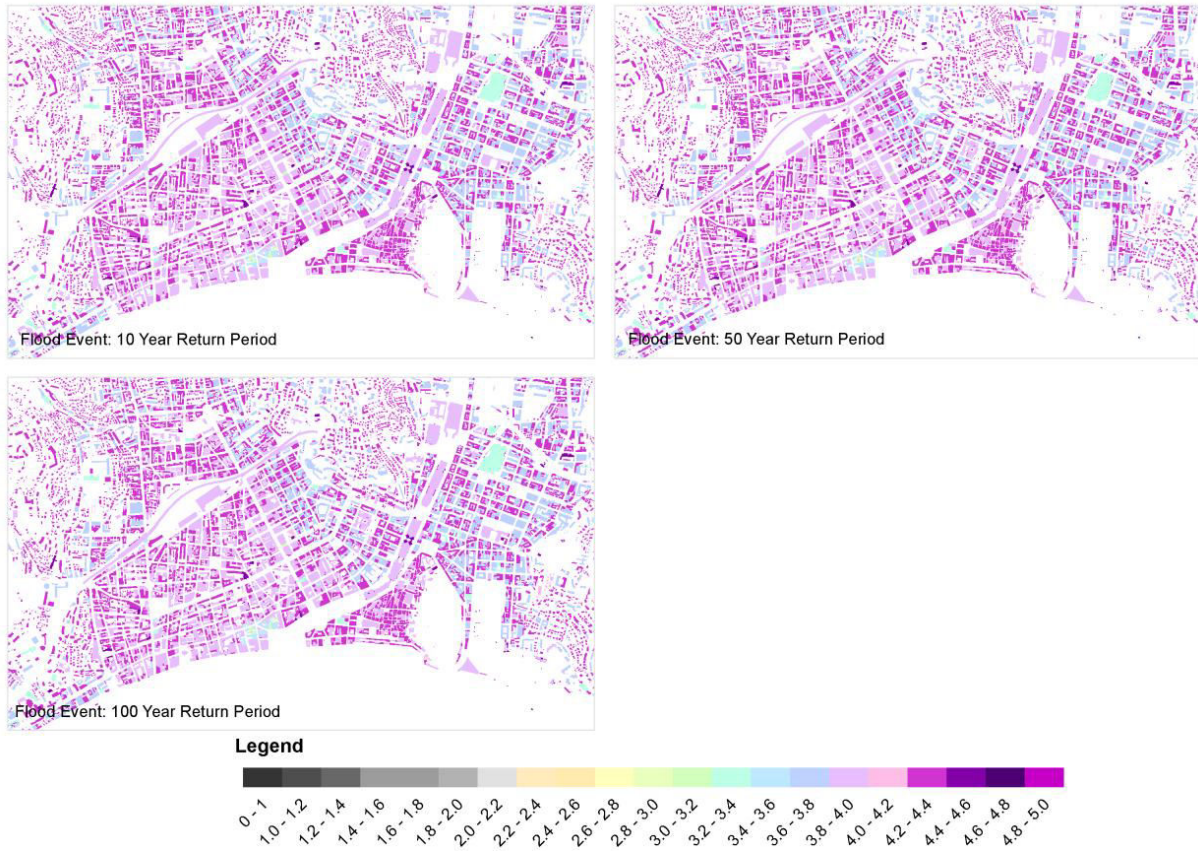 Flood Event: 10 Year Return Period
Flood Event: 50 Year Return Period
Flood Event: 100 Year Return Period
Legend
0 - 1
1.0 - 1.2
1.2 - 1.4
1.4 - 1.6
1.6 - 1.8
1.8 - 2.0
2.0 - 2.2
2.2 - 2.4
2.4 - 2.6
2.6 - 2.8
2.8 - 3.0
3.0 - 3.2
3.2 - 3.4
3.4 - 3.6
3.6 - 3.8
3.8 - 4.0
4.0 - 4.2
4.2 - 4.4
4.4 - 4.6
4.6 - 4.8
4.8 - 5.0